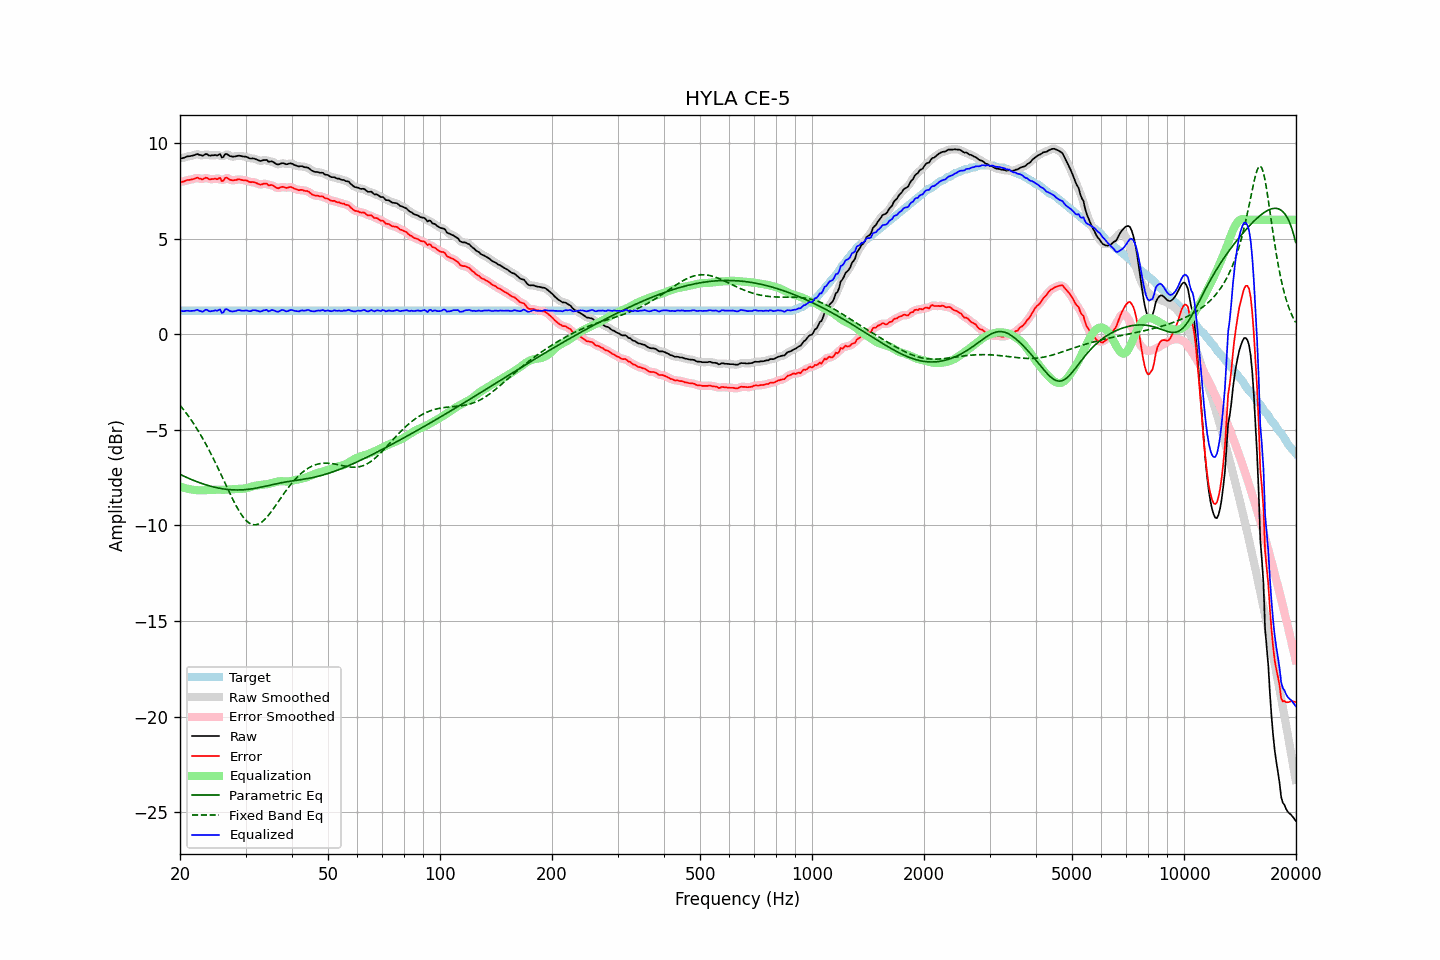 HYLA CE-5
10
5
0
−5
−10
−15
−20
−25
Amplitude (dBr)
Target
Raw Smoothed
Error Smoothed
Raw
Error
Equalization
Parametric Eq
Fixed Band Eq
Equalized
20 50 100 200 500 1000 2000 5000 10000 20000
Frequency (Hz)